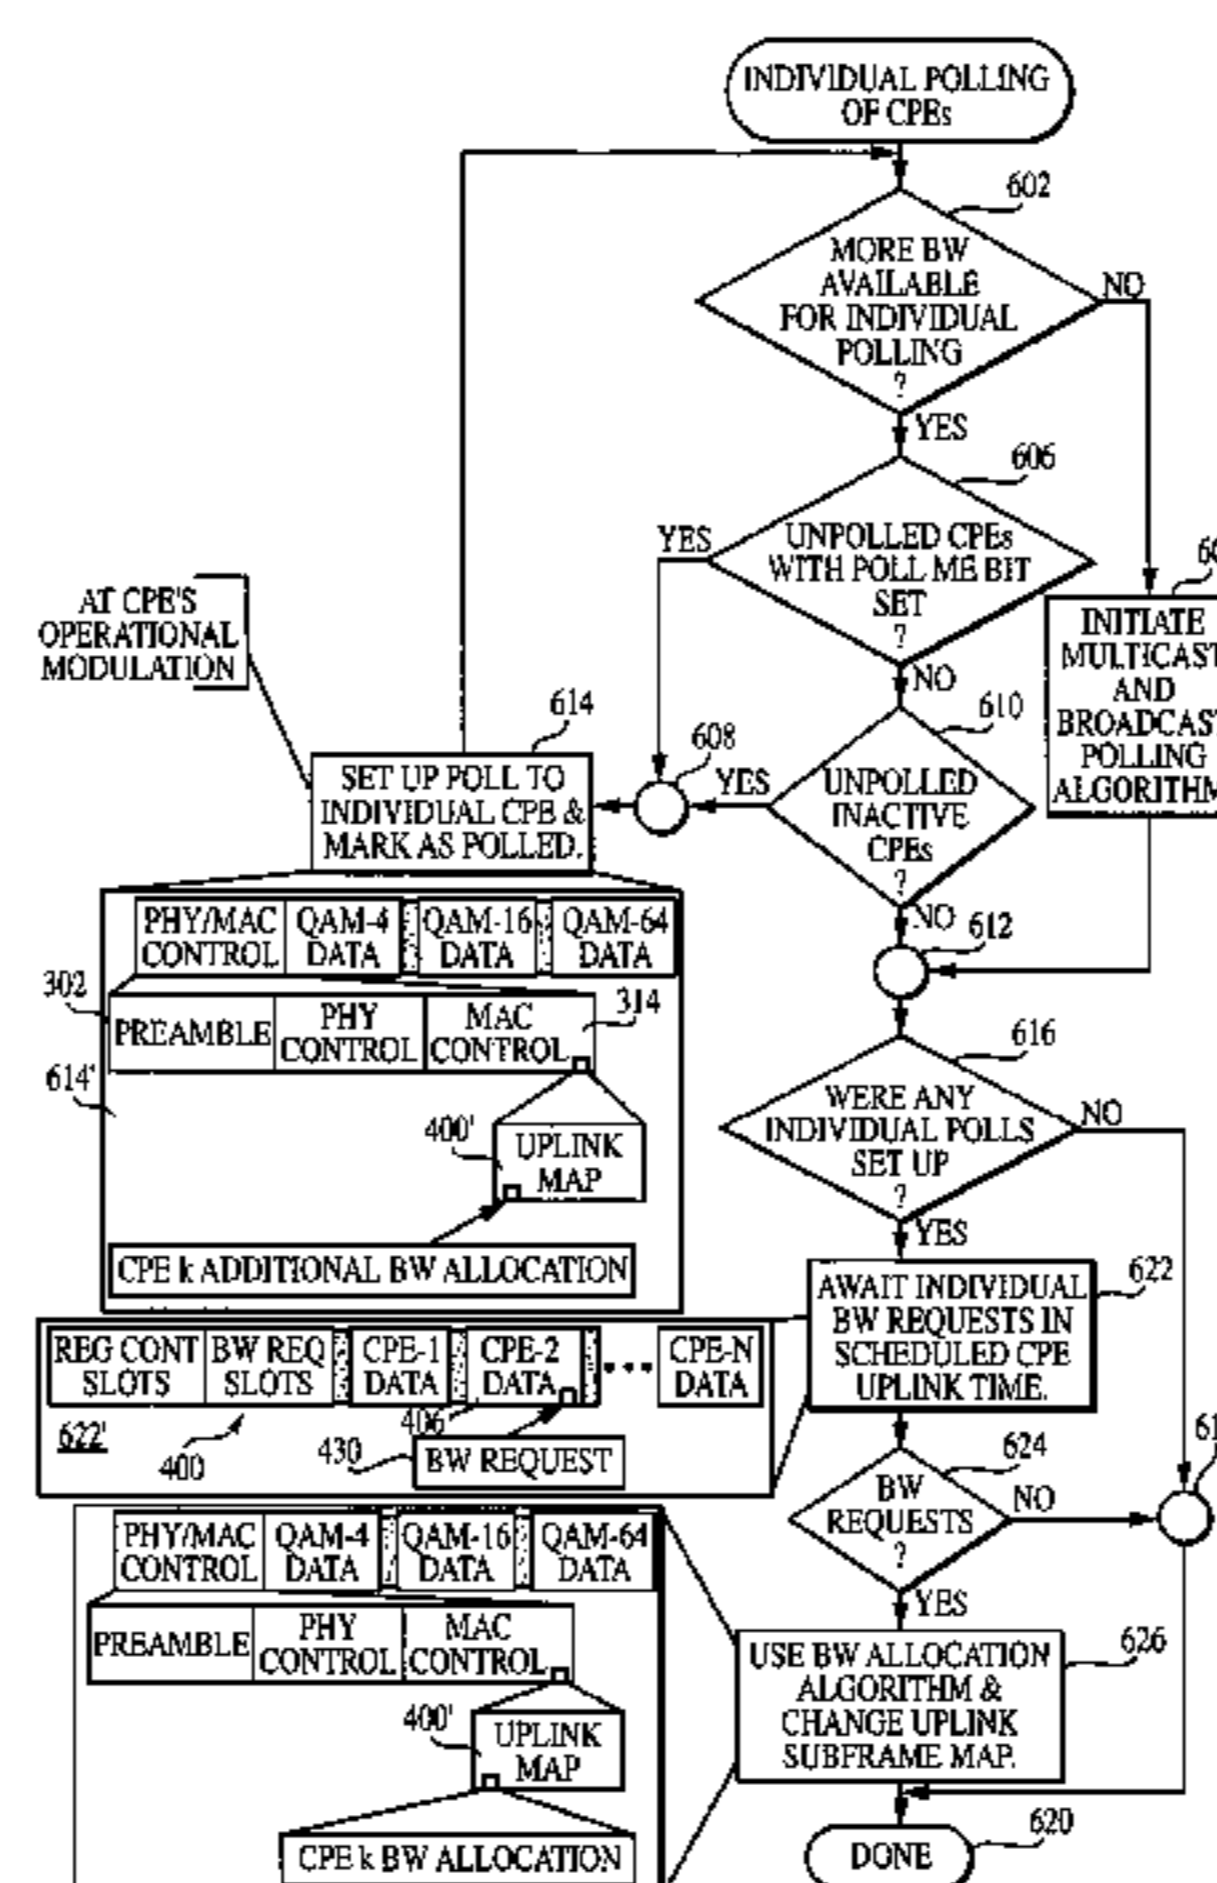 INDIVIDUAL POLLING
OF CPEs
602
MORE BW
AVAILABLE
FOR INDIVIDUAL
POLLING
?
NO
YES
606
UNPOLLED CPEs
WITH POLL ME BIT
SET
?
YES
NO
INITIATE
MULTICAST
AND
BROADCAST
POLLING
ALGORITHM
AT CPE'S
OPERATIONAL
MODULATION
614
SET UP POLL TO
INDIVIDUAL CPE &
MARK AS POLLED.
608
YES
610
UNPOLLED
INACTIVE
CPEs
?
NO
612
PHY/MAC
CONTROL
QAM-4
DATA
QAM-16
DATA
QAM-64
DATA
302
PREAMBLE
PHY
CONTROL
MAC
CONTROL
314
614'
400'
UPLINK
MAP
CPE k ADDITIONAL BW ALLOCATION
616
WERE ANY
INDIVIDUAL POLLS
SET UP
?
NO
YES
622
AWAIT INDIVIDUAL
BW REQUESTS IN
SCHEDULED CPE
UPLINK TIME.
REG CONT
SLOTS
BW REQ
SLOTS
CPE-1
DATA
CPE-2
DATA
•••
CPE-N
DATA
622'
400
406
430
BW REQUEST
624
BW
REQUESTS
?
NO
YES
PHY/MAC
CONTROL
QAM-4
DATA
QAM-16
DATA
QAM-64
DATA
PREAMBLE
PHY
CONTROL
MAC
CONTROL
400'
UPLINK
MAP
CPE k BW ALLOCATION
626
USE BW ALLOCATION
ALGORITHM &
CHANGE UPLINK
SUBFRAME MAP.
620
DONE